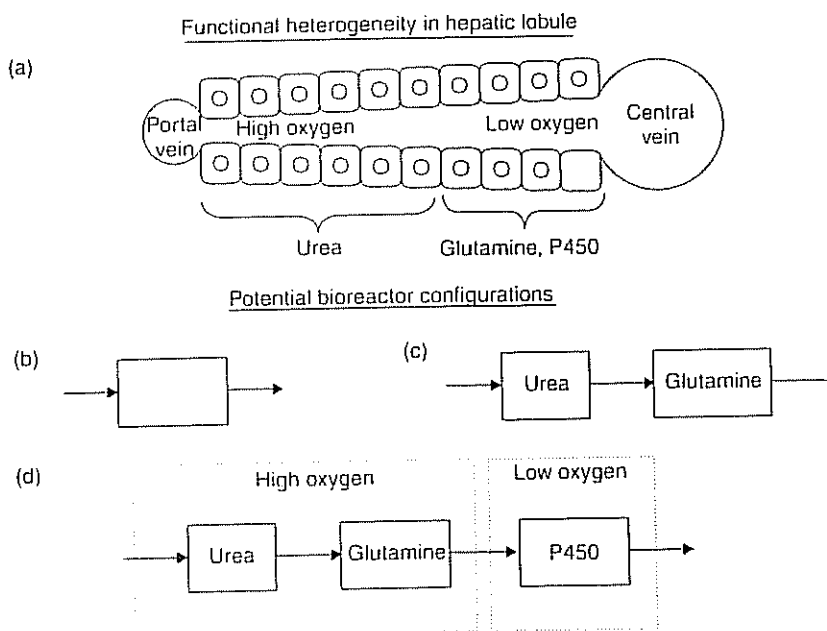 Functional heterogeneity in hepatic lobule
(a)
Portal
vein
High oxygen
Low oxygen
Central
vein
Urea
Glutamine, P450
Potential bioreactor configurations
(b)
(c)
Urea
Glutamine
(d)
High oxygen
Low oxygen
Urea
Glutamine
P450